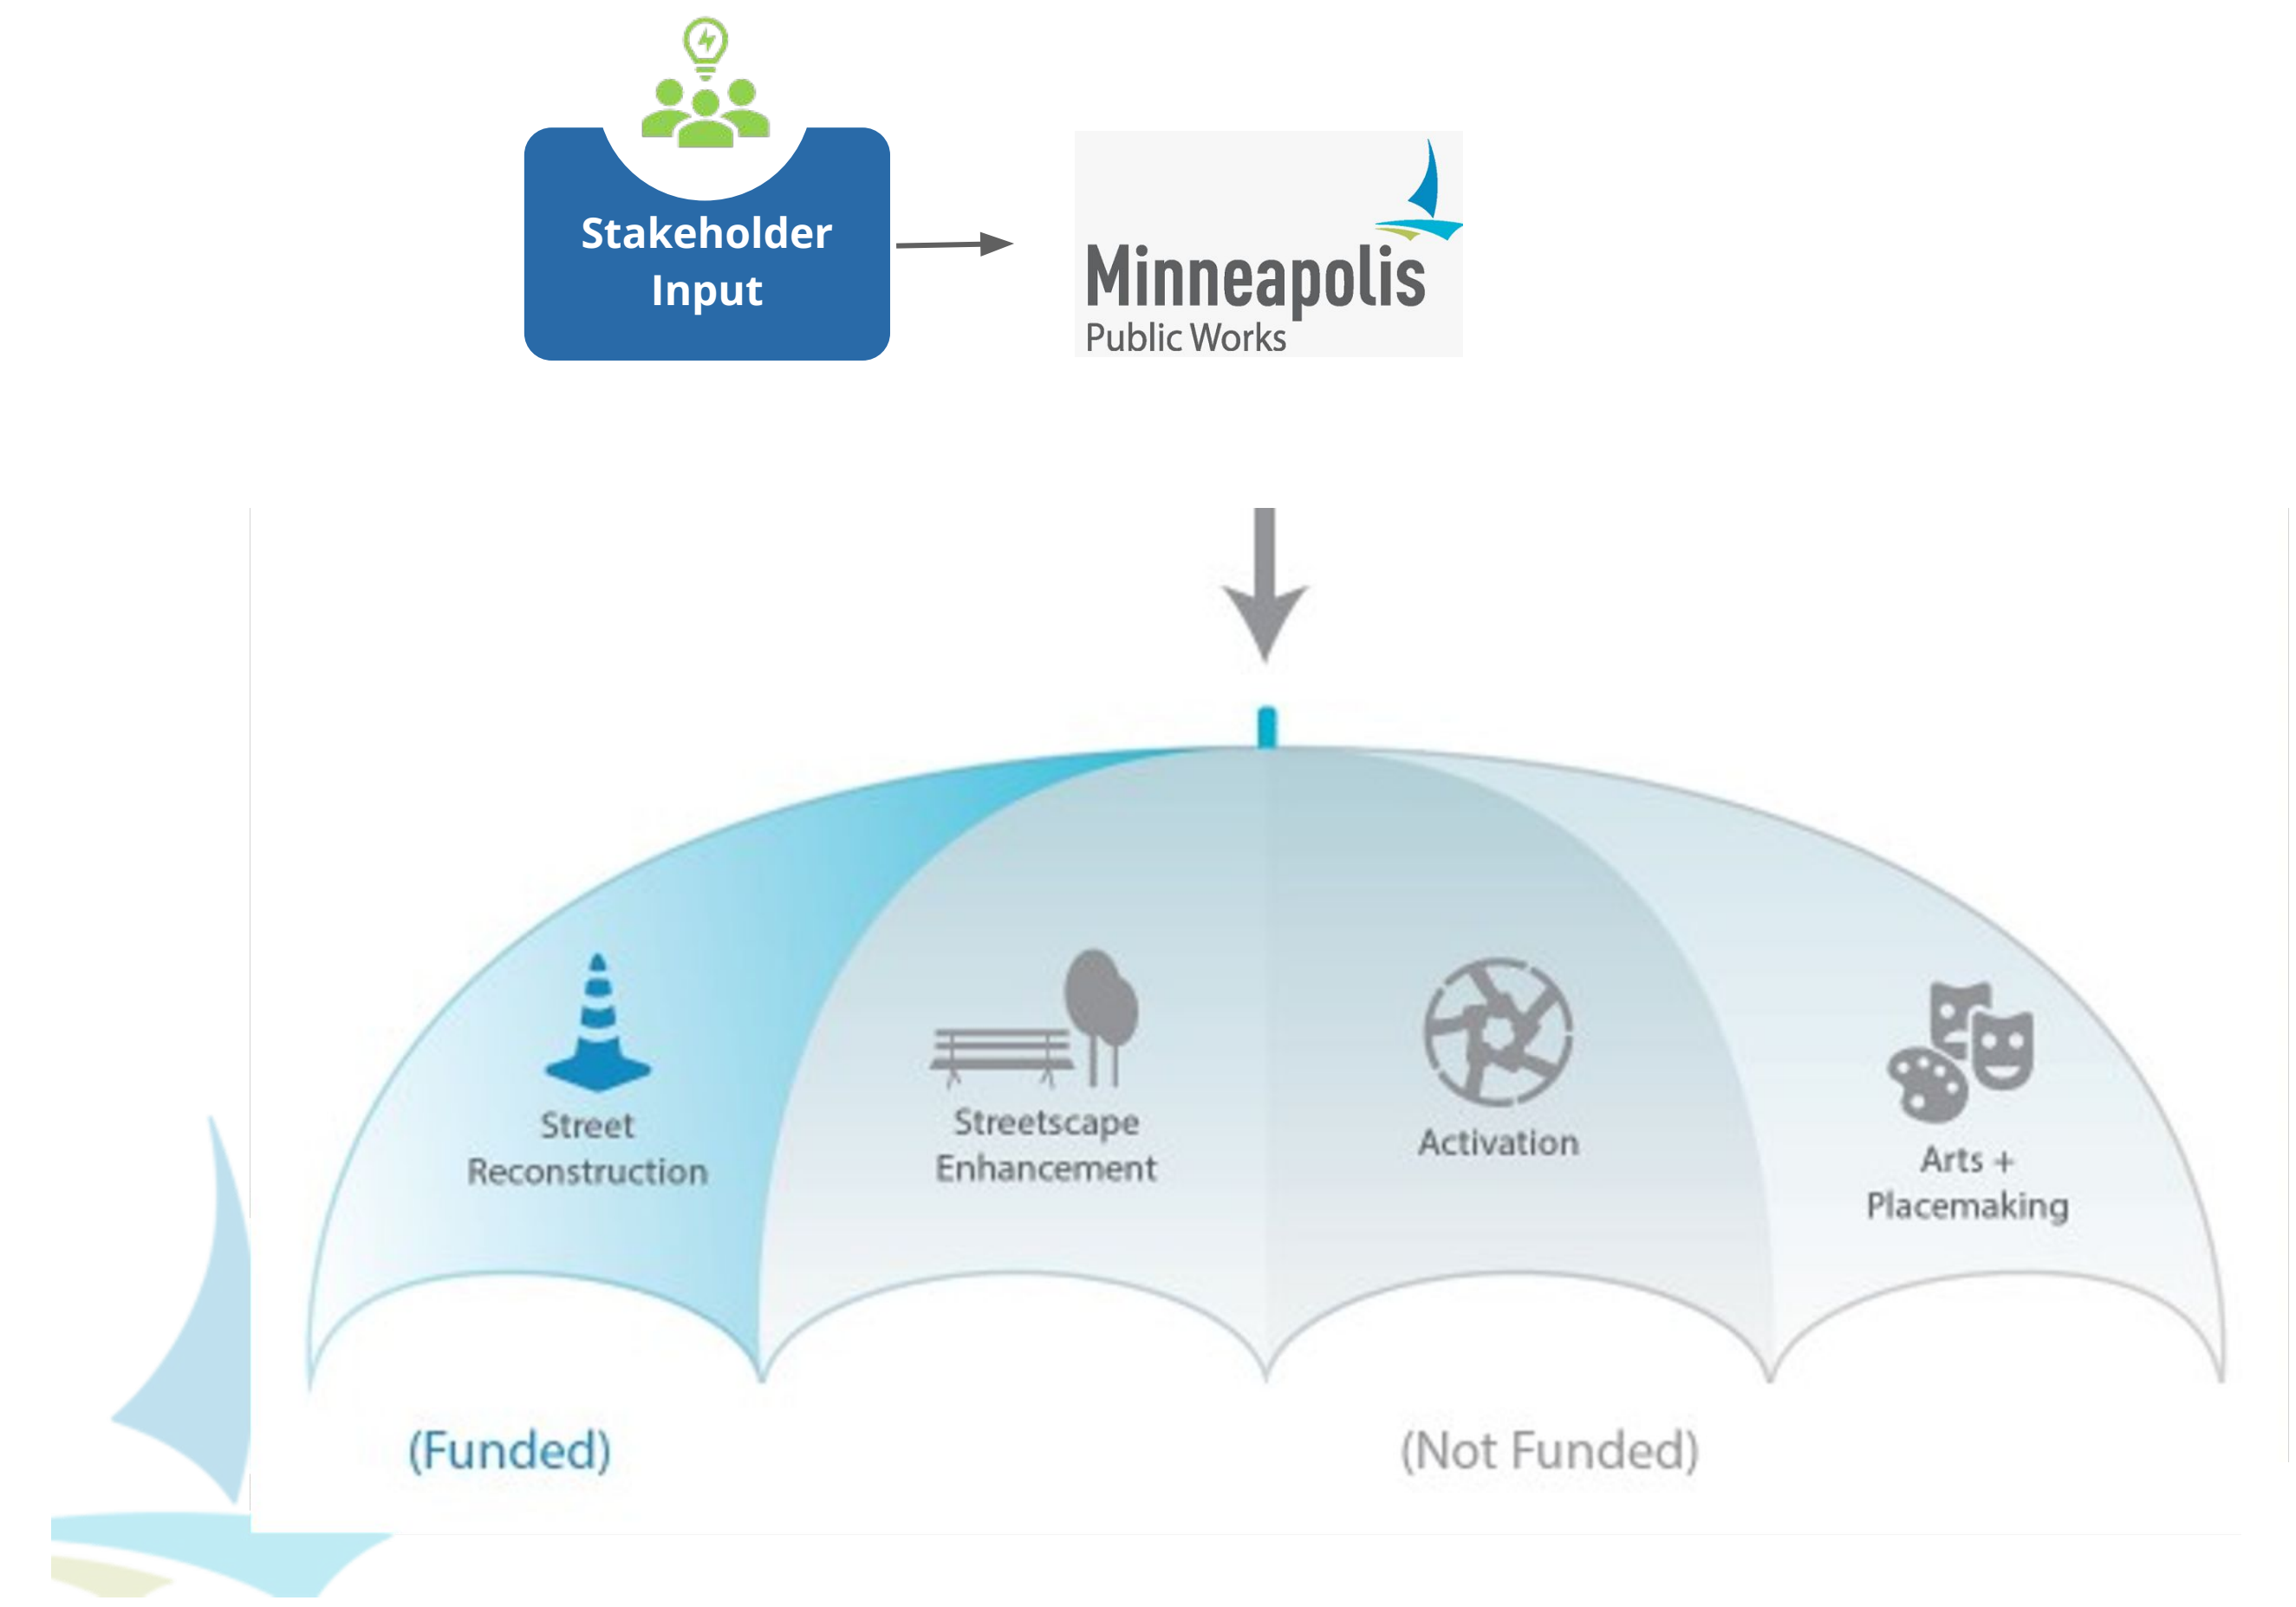 Stakeholder
Input
Minneapolis
Public Works
Street
Reconstruction
Streetscape
Enhancement
Activation
Arts +
Placemaking
(Funded)
(Not Funded)